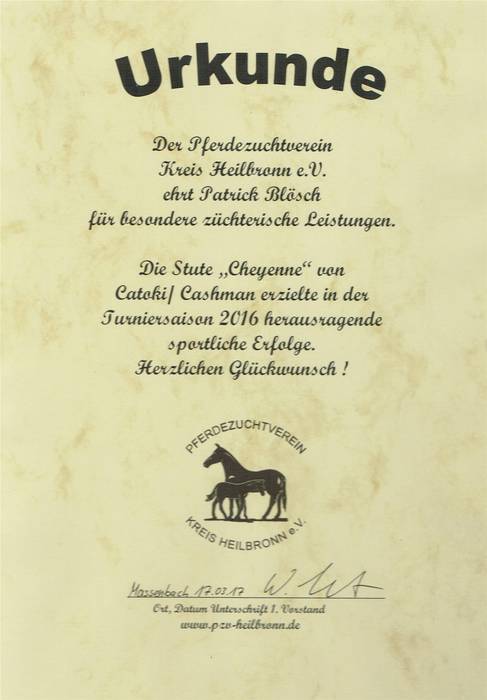 Urkunde
Der Pferdezuchtverein
Kreis Heilbronn e.V.
ehrt Patrick Blösch
für besondere züchterische Leistungen.
Die Stute „Cheyenne“ von
Catoki/ Cashman erzielte in der
Turniersaison 2016 herausragende
sportliche Erfolge.
Herzlichen Glückwunsch !
PFERDEZUCHTVEREIN
KREIS HEILBRONN e.V.
Massenbach 17.03.17
Ort, Datum Unterschrift 1. Vorstand
www.pzv-heilbronn.de